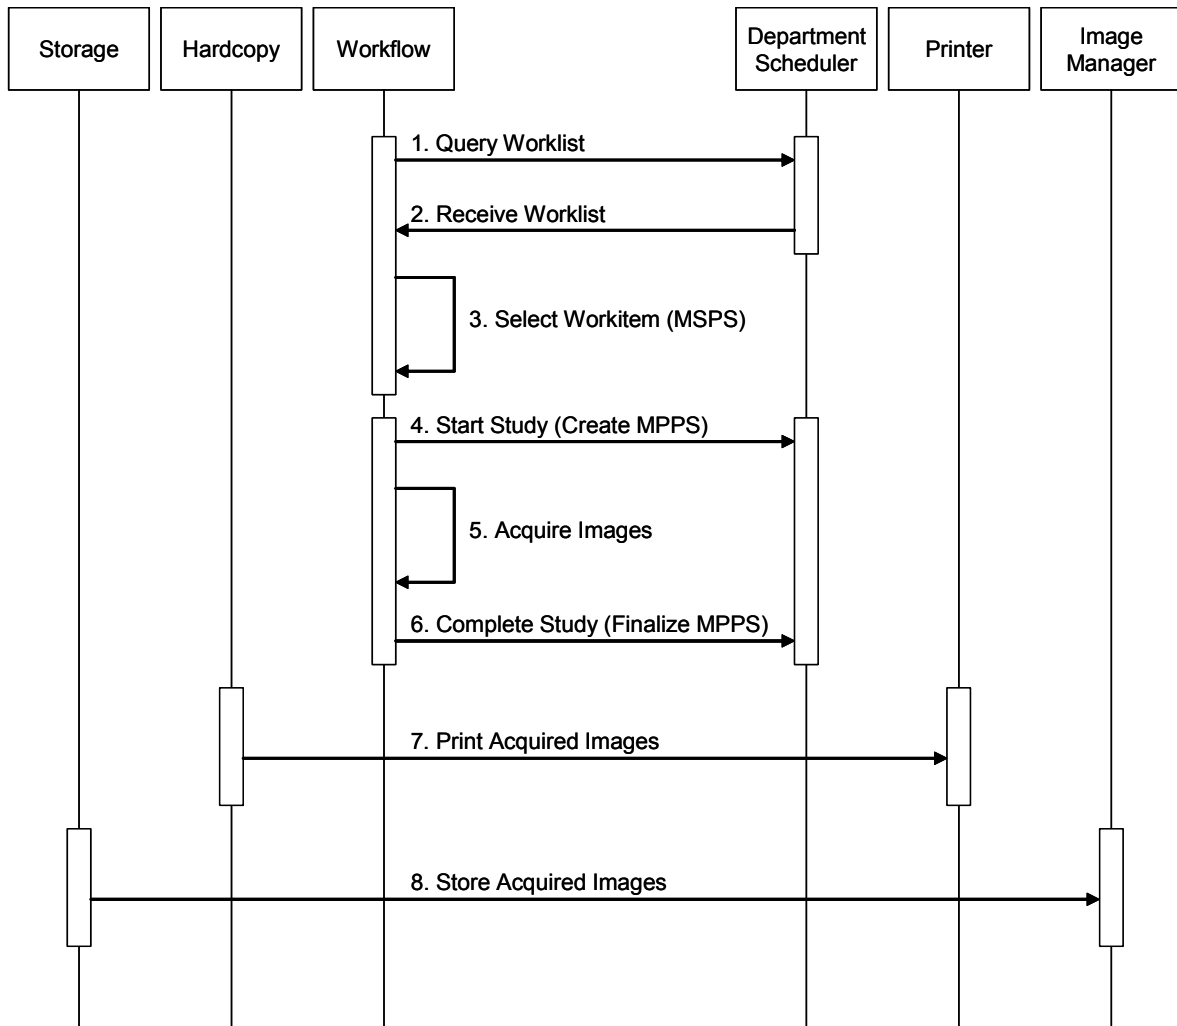 Storage
Hardcopy
Workflow
Department
Scheduler
Printer
Image
Manager
1. Query Worklist
2. Receive Worklist
3. Select Workitem (MSPS)
4. Start Study (Create MPPS)
5. Acquire Images
6. Complete Study (Finalize MPPS)
7. Print Acquired Images
8. Store Acquired Images